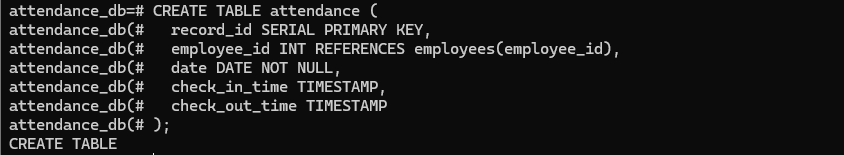 attendance_db=# CREATE TABLE attendance (
attendance_db(#   record_id SERIAL PRIMARY KEY,
attendance_db(#   employee_id INT REFERENCES employees(employee_id),
attendance_db(#   date DATE NOT NULL,
attendance_db(#   check_in_time TIMESTAMP,
attendance_db(#   check_out_time TIMESTAMP
attendance_db(# );
CREATE TABLE